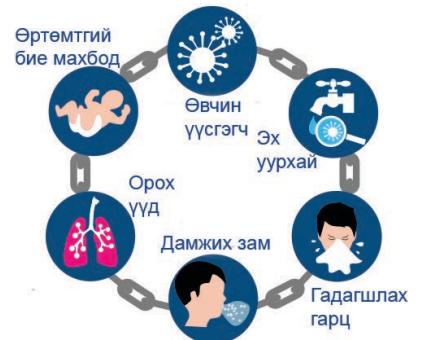 Өртөмтгий
бие махбод
Өвчин
үүсгэгч
Эх
уурхай
Орох
үүд
Дамжих зам
Гадагшлах
гарц